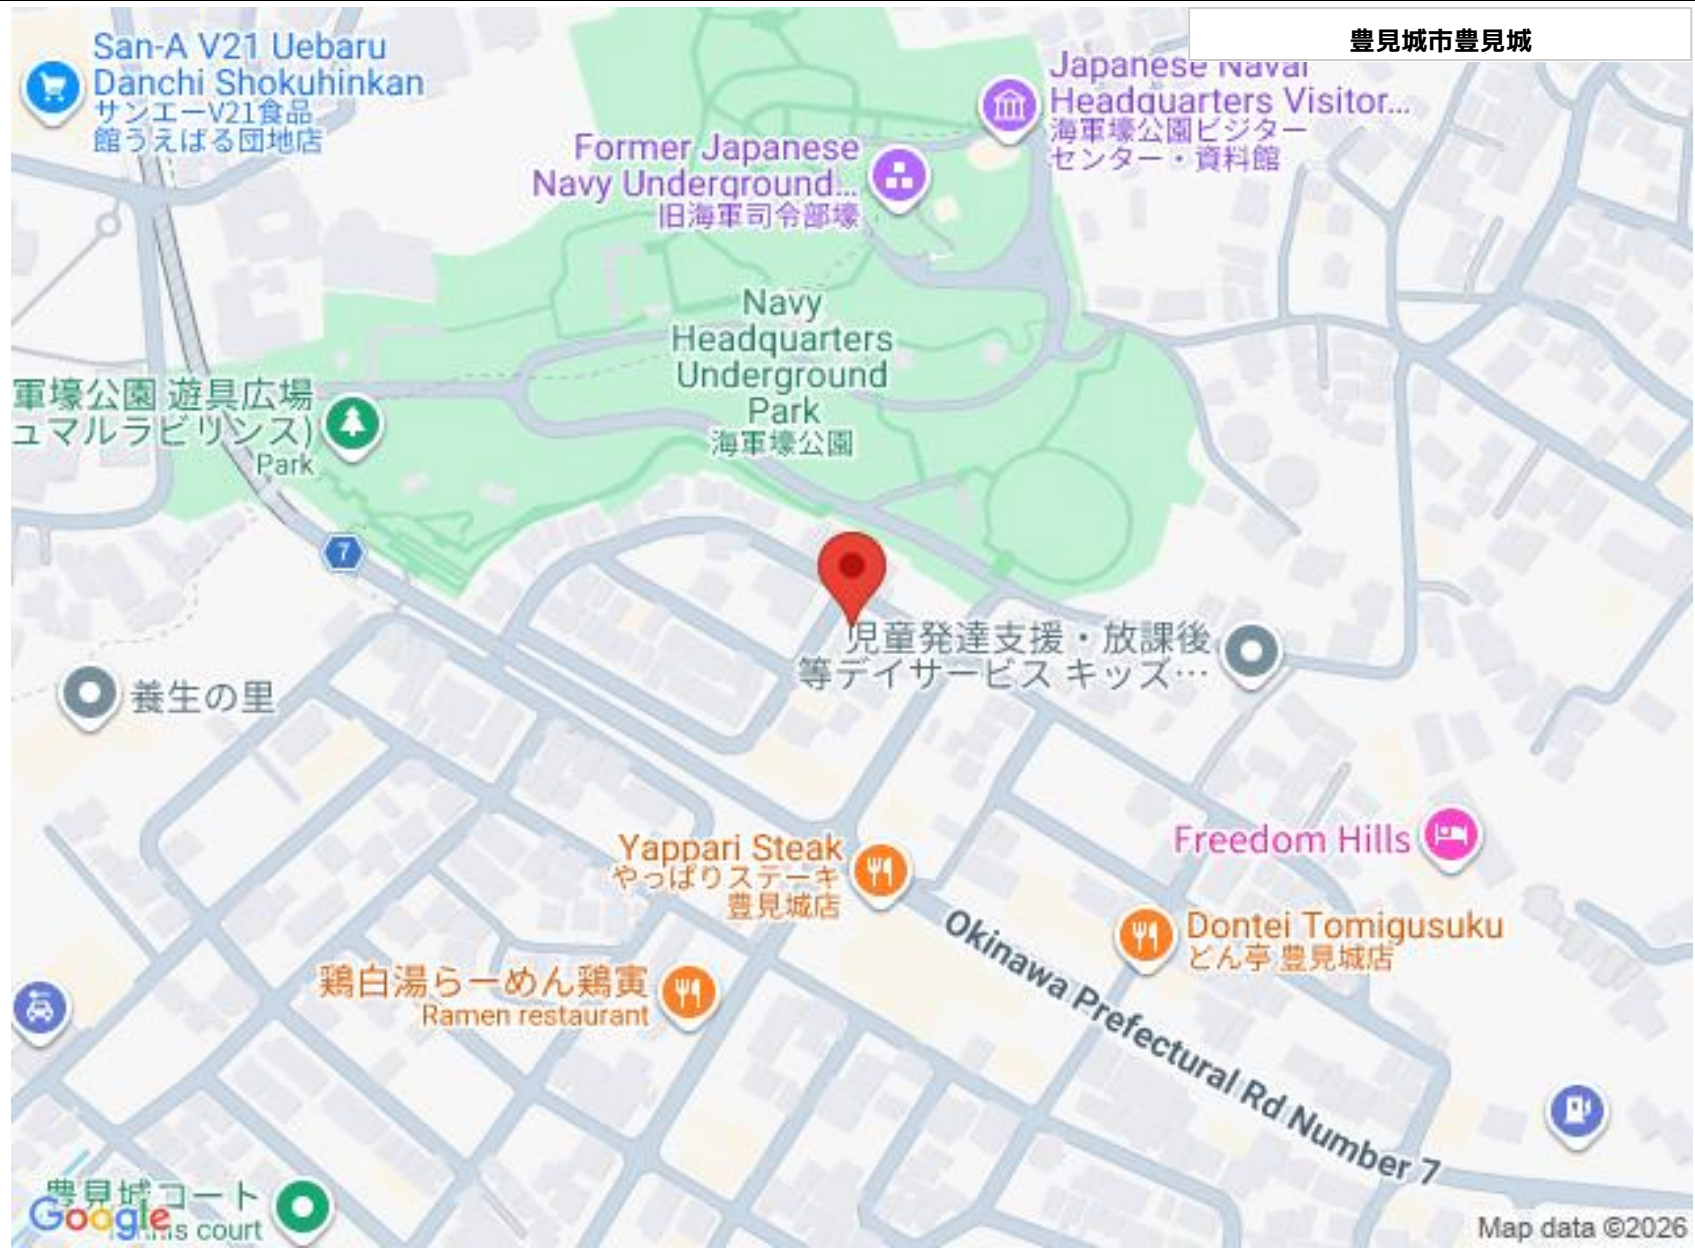 豊見城市豊見城
San-A V21 Uebaru
Danchi Shokuhinkan
サンエーV21食品
館うえばる団地店
Japanese Naval
Headquarters Visitor...
海軍壕公園ビジター
センター・資料館
Former Japanese
Navy Underground...
旧海軍司令部壕
Navy
Headquarters
Underground
Park
海軍壕公園
軍壕公園 遊具広場
ュマルラビリンス)
Park
7
児童発達支援・放課後
等デイサービス キッズ…
養生の里
Yappari Steak
やっぱりステーキ
豊見城店
Freedom Hills
Dontei Tomigusuku
どん亭 豊見城店
Okinawa Prefectural Rd Number 7
鶏白湯らーめん鶏寅
Ramen restaurant
豊見城コート
Google
court
Map data ©2026